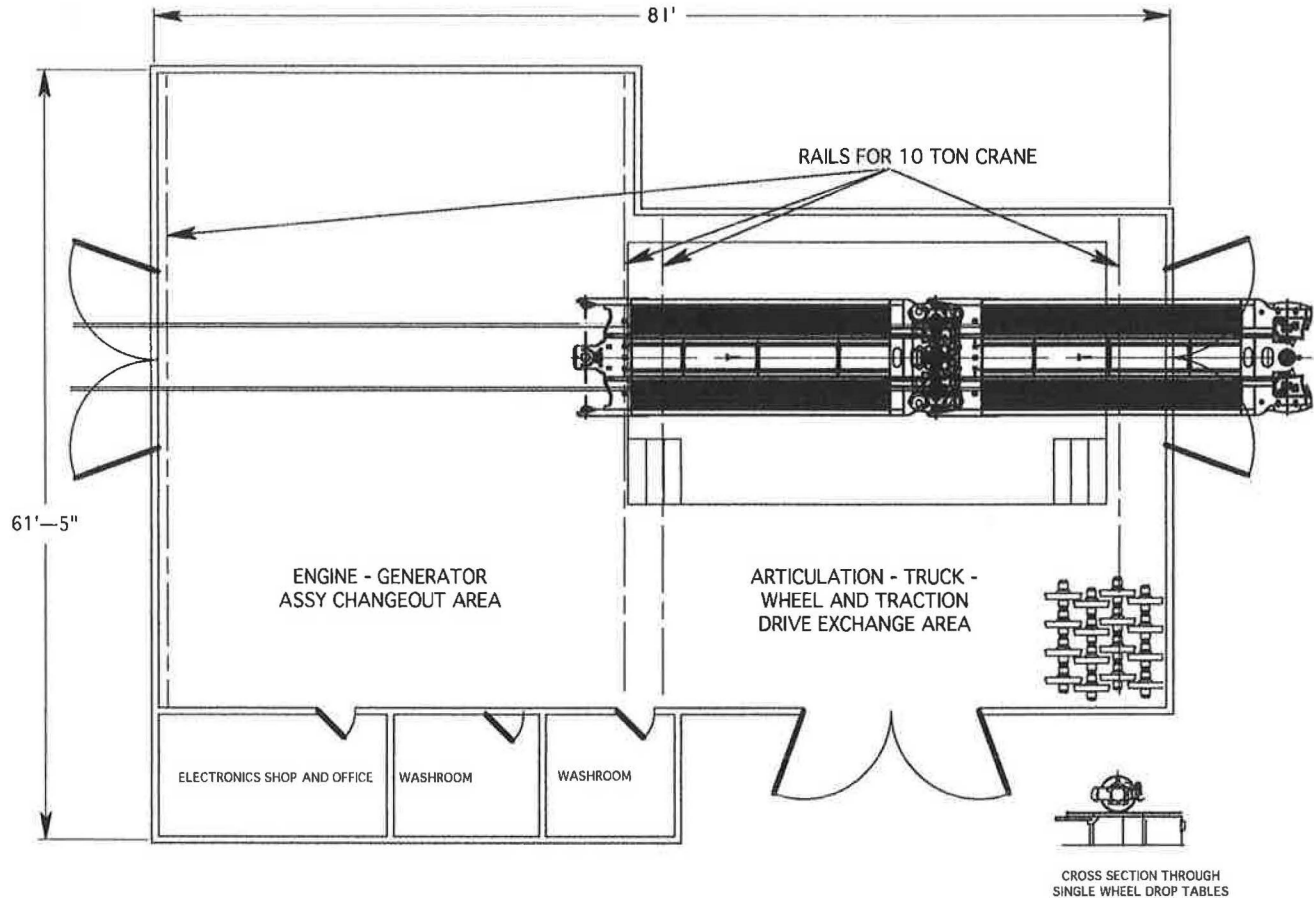 81'
RAILS FOR 10 TON CRANE
61'—5"
ENGINE - GENERATOR
ASSY CHANGEOUT AREA
ARTICULATION - TRUCK -
WHEEL AND TRACTION
DRIVE EXCHANGE AREA
ELECTRONICS SHOP AND OFFICE
WASHROOM
WASHROOM
CROSS SECTION THROUGH
SINGLE WHEEL DROP TABLES